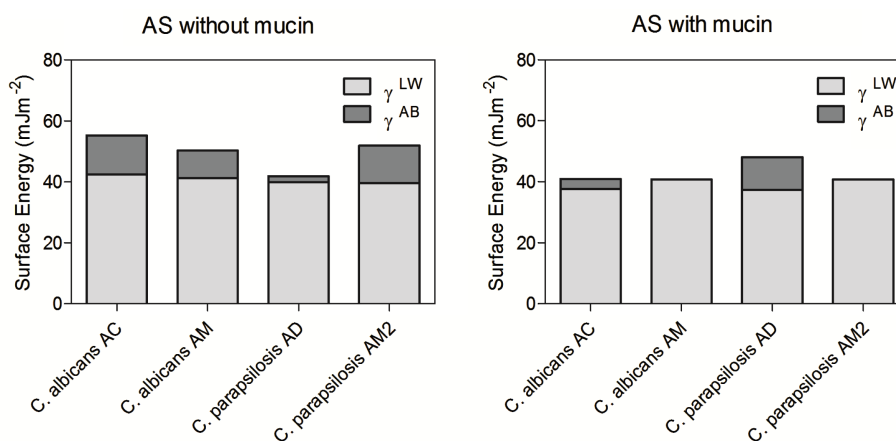 AS without mucin
Surface Energy (mJm⁻²)
80
60
40
20
0
γ LW
γ AB
C. albicans AC
C. albicans AM
C. parapsilosis AD
C. parapsilosis AM2
AS with mucin
Surface Energy (mJm⁻²)
80
60
40
20
0
γ LW
γ AB
C. albicans AC
C. albicans AM
C. parapsilosis AD
C. parapsilosis AM2